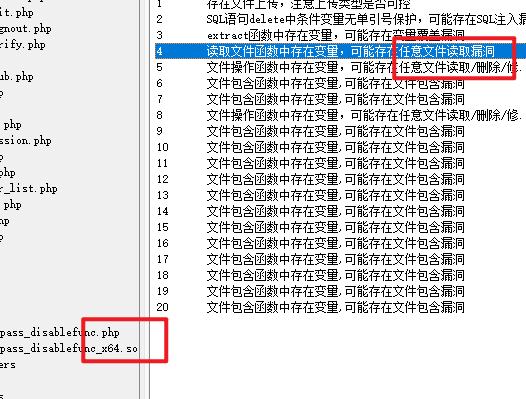 it.php
gnout.php
rify.php
ub.php
p
.php
ssion.php
p
php
r_list.php
.php
hp
p
pass_disablefunc.php
pass_disablefunc_x64.so
ers
1 存在文件上传，注意上传类型是否可控
2 SQL语句delete中条件变量无单引号保护，可能存在SQL注入漏
3 extract函数中存在变量，可能存在变量覆盖漏洞
4 读取文件函数中存在变量，可能存在任意文件读取漏洞
5 文件操作函数中存在变量，可能存在任意文件读取/删除/修.
6 文件包含函数中存在变量,可能存在文件包含漏洞
7 文件包含函数中存在变量,可能存在文件包含漏洞
8 文件操作函数中存在变量，可能存在任意文件读取/删除/修.
9 文件包含函数中存在变量,可能存在文件包含漏洞
10 文件包含函数中存在变量,可能存在文件包含漏洞
11 文件包含函数中存在变量,可能存在文件包含漏洞
12 文件包含函数中存在变量,可能存在文件包含漏洞
13 文件包含函数中存在变量,可能存在文件包含漏洞
14 文件包含函数中存在变量,可能存在文件包含漏洞
15 文件包含函数中存在变量,可能存在文件包含漏洞
16 文件包含函数中存在变量,可能存在文件包含漏洞
17 文件包含函数中存在变量,可能存在文件包含漏洞
18 文件包含函数中存在变量,可能存在文件包含漏洞
19 文件包含函数中存在变量,可能存在文件包含漏洞
20 文件包含函数中存在变量,可能存在文件包含漏洞